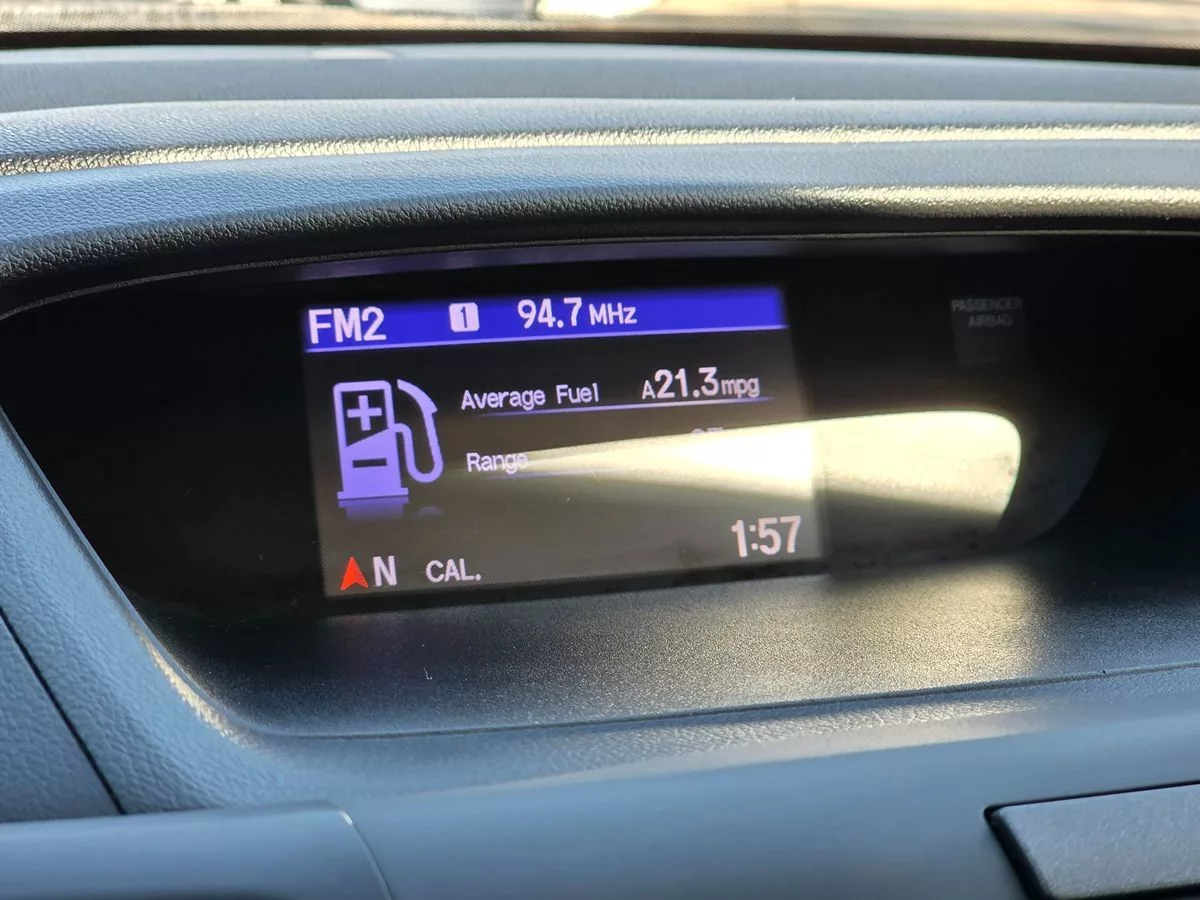 FM2 1 94.7 MHz
Average Fuel A21.3 mpg
Range
1:57
N CAL.
PASSENGER
AIRBAG